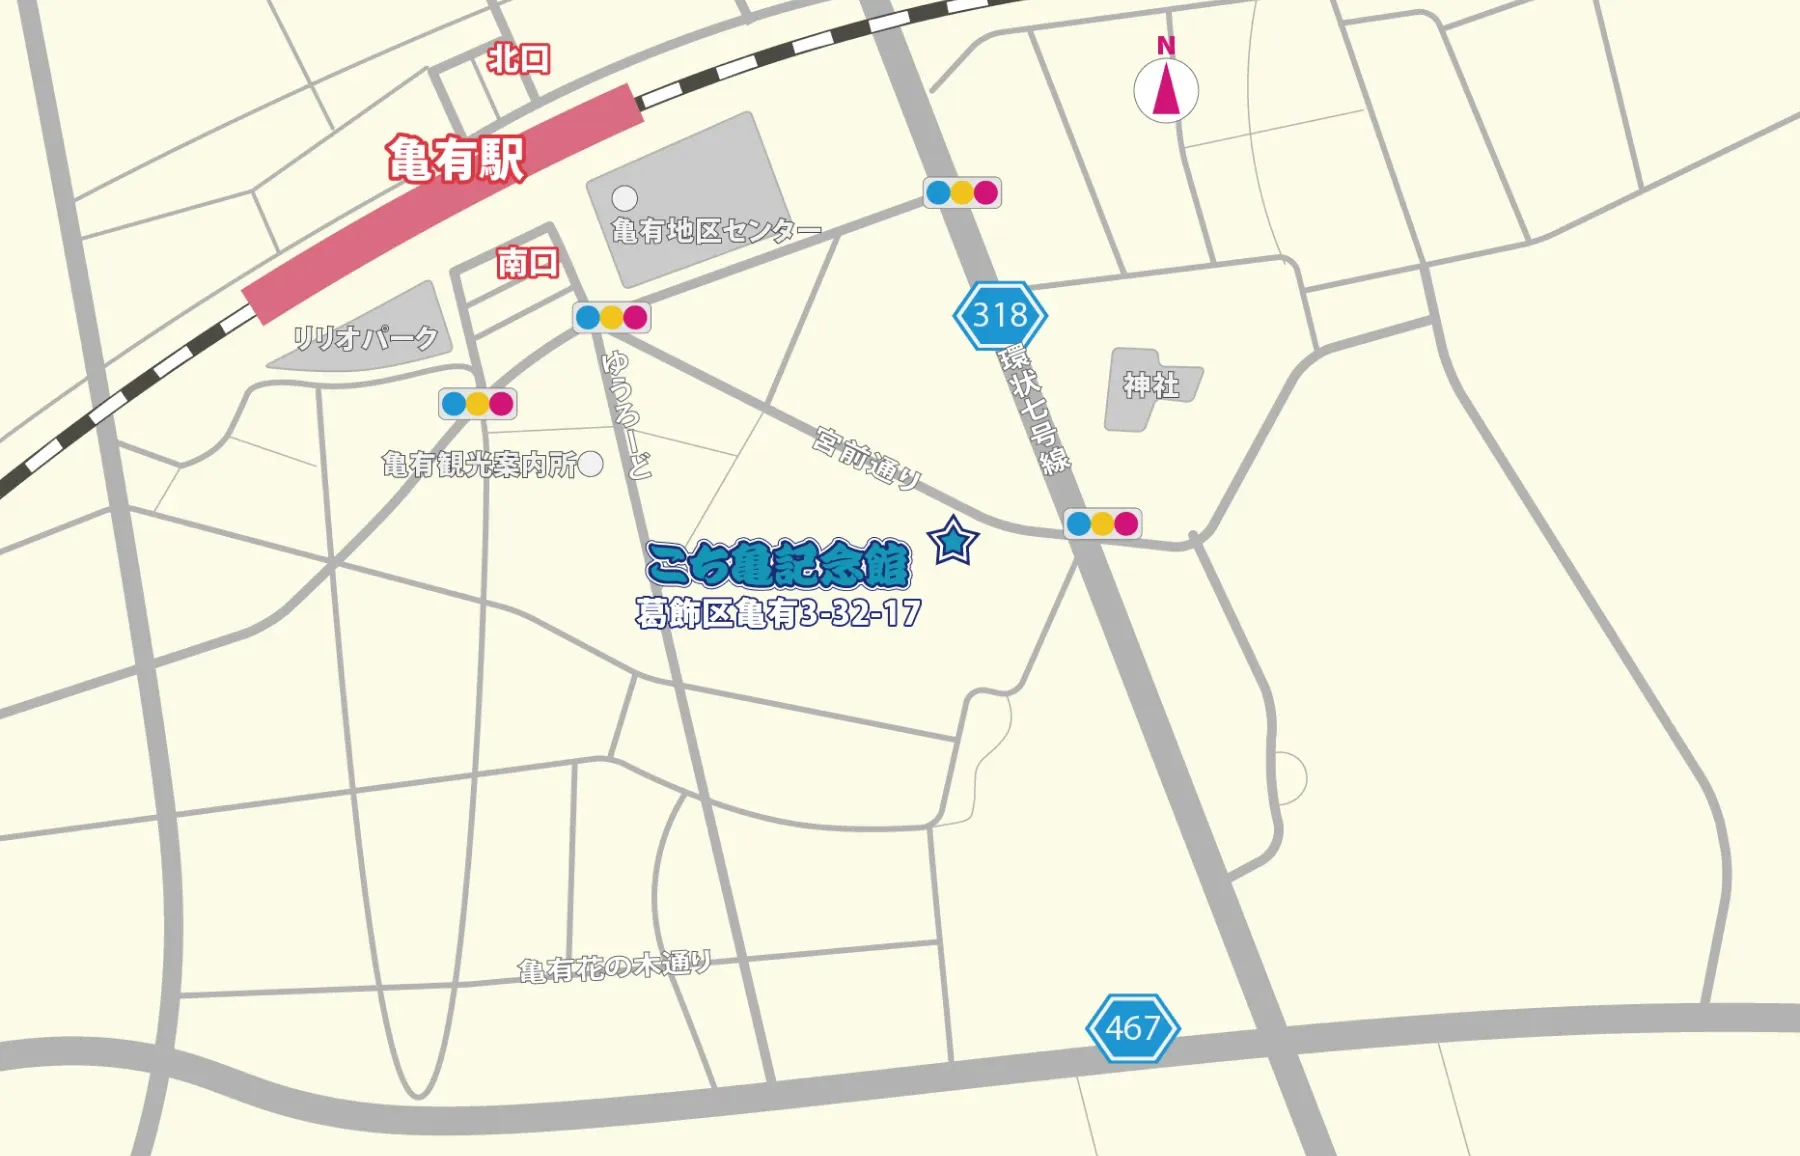 北口
N
亀有駅
亀有地区センター
南口
318
リリオパーク
ゆうろーど
環状七号線
神社
宮前通り
亀有観光案内所
こち亀記念館
葛飾区亀有3-32-17
亀有花の木通り
467